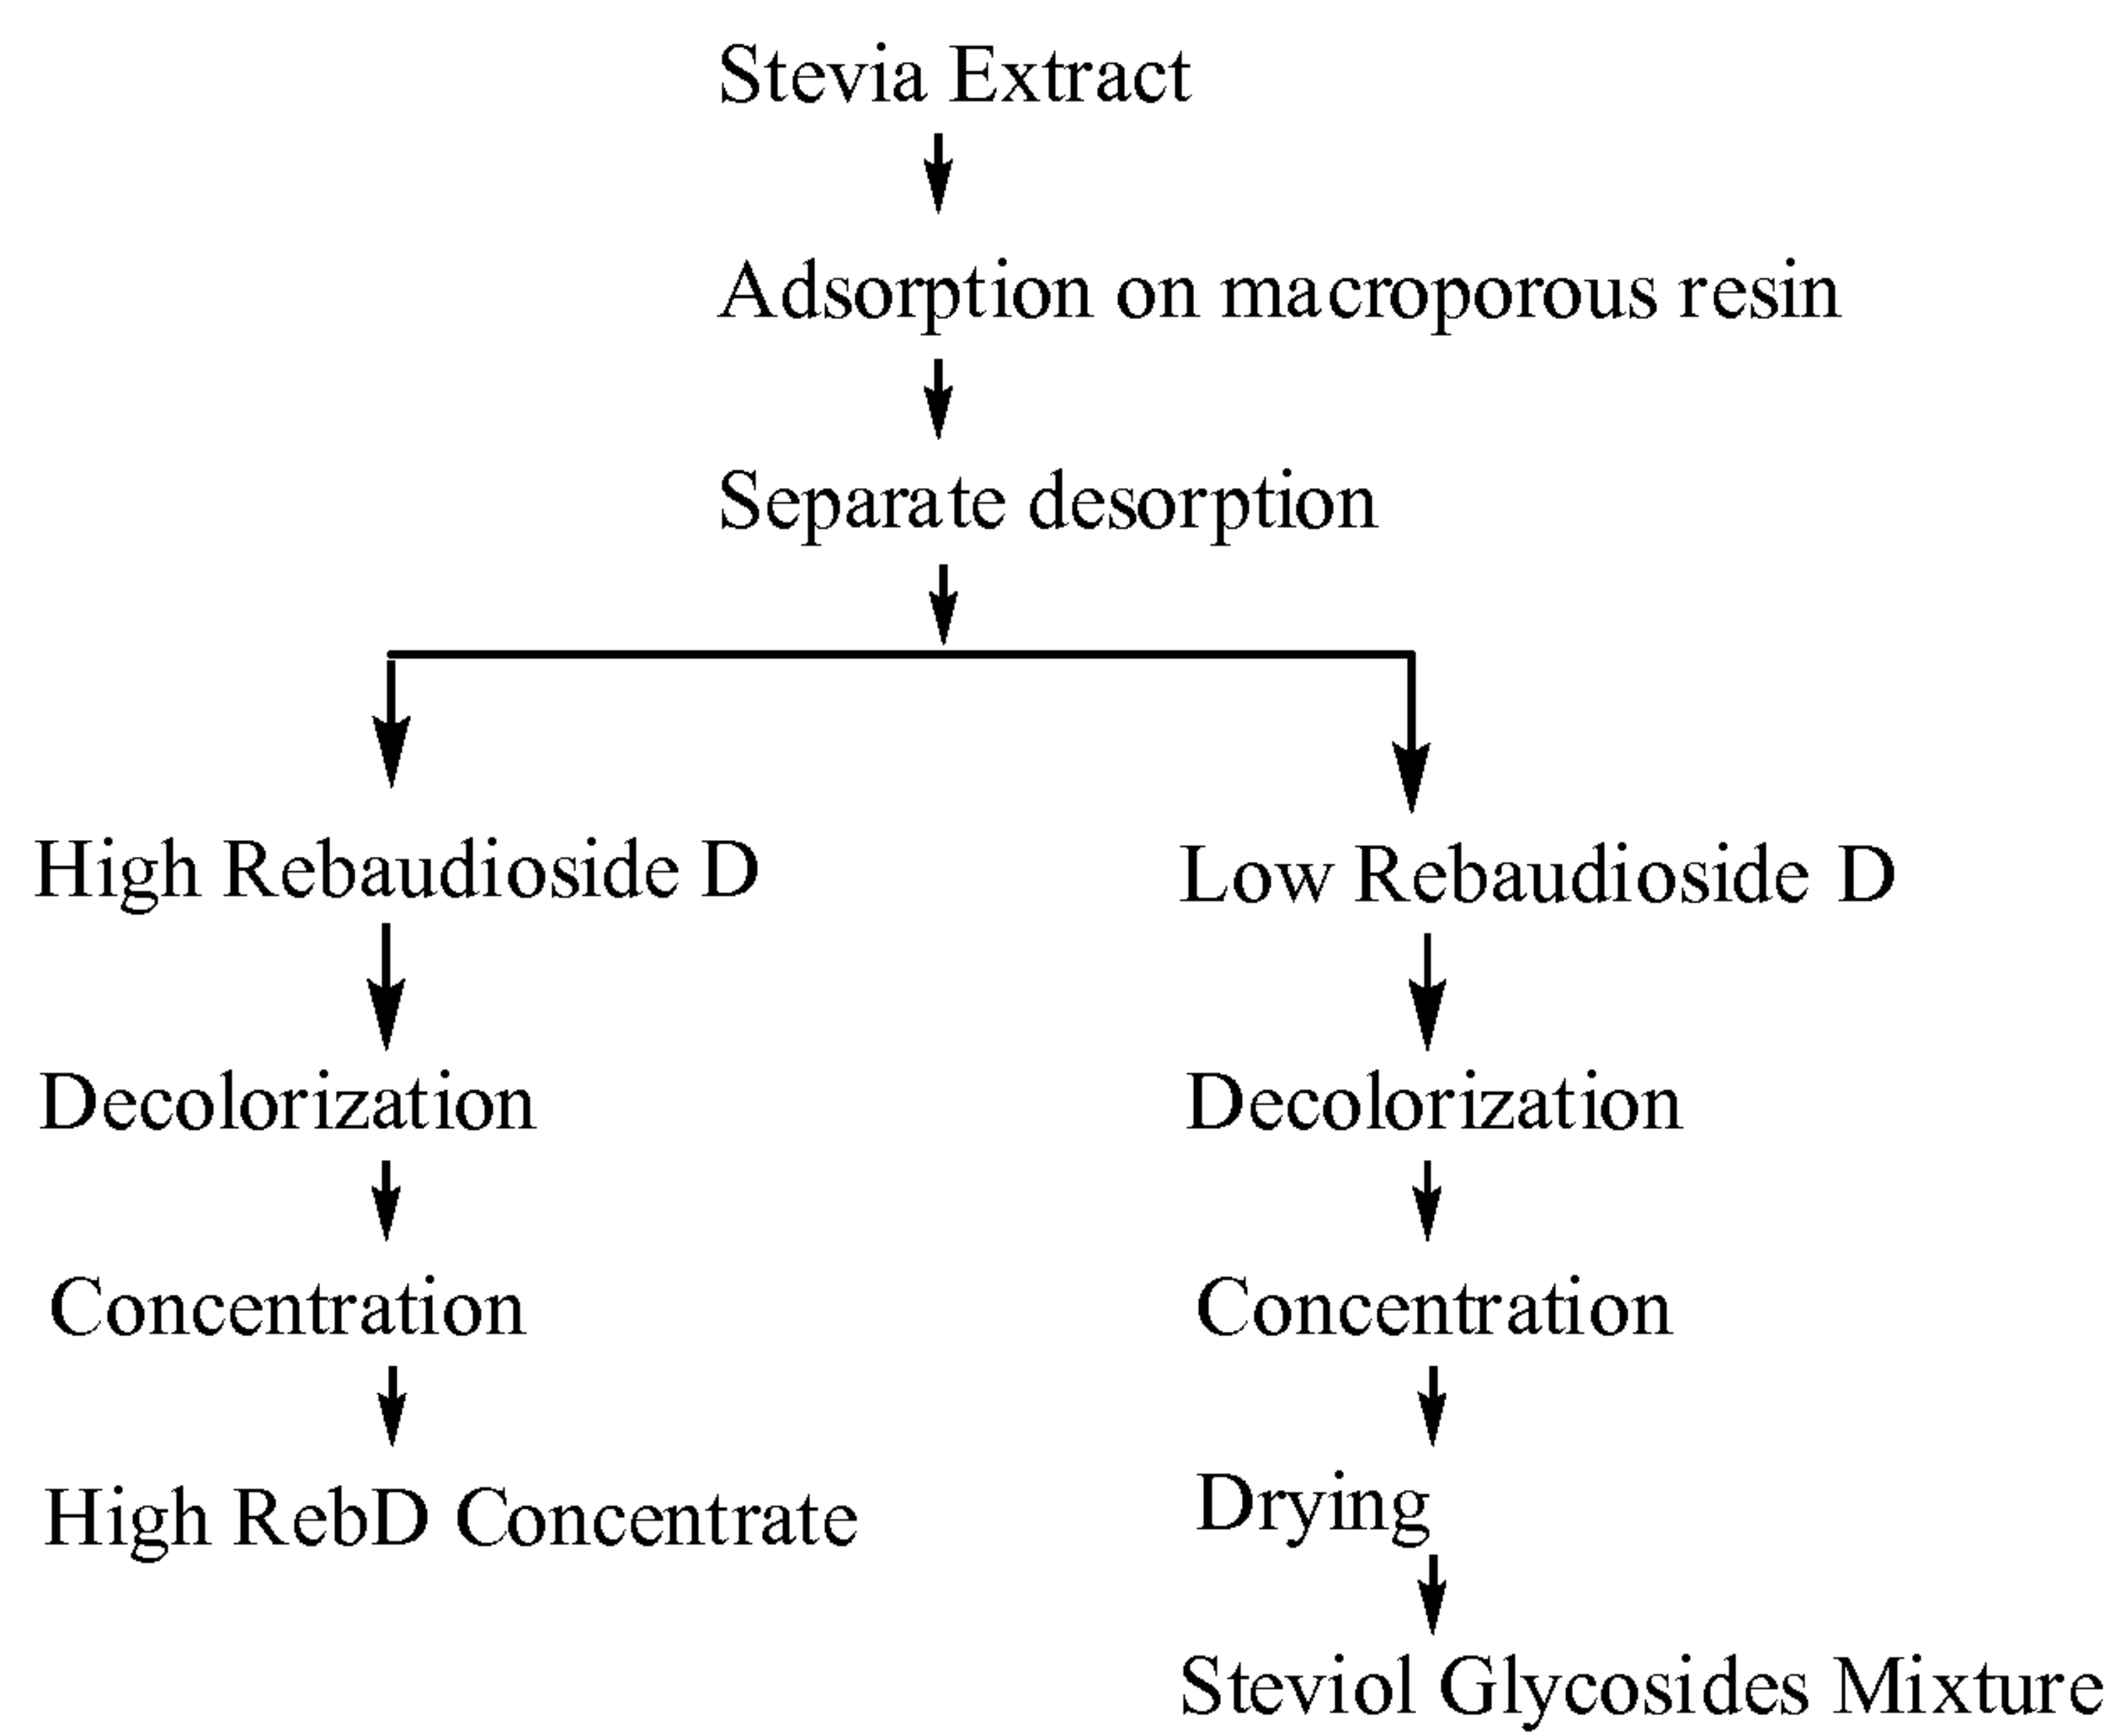 Stevia Extract
Adsorption on macroporous resin
Separate desorption
High Rebaudioside D
Decolorization
Concentration
High RebD Concentrate
Low Rebaudioside D
Decolorization
Concentration
Drying
Steviol Glycosides Mixture